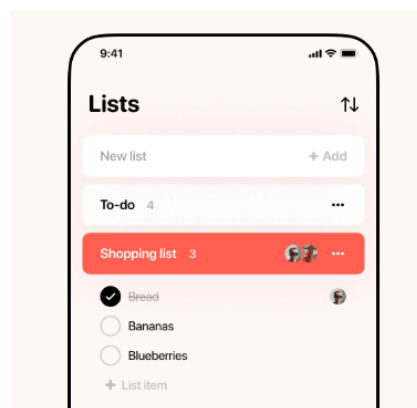 9:41
Lists
New list + Add
To-do 4 •••
Shopping list 3 •••
Bread
Bananas
Blueberries
+ List item